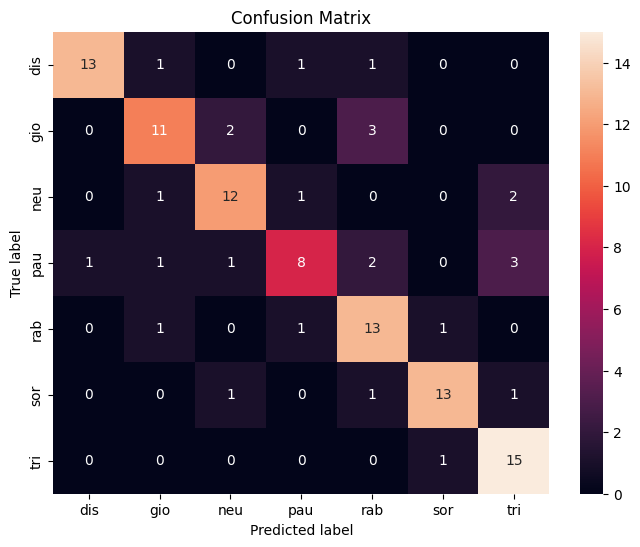 Confusion Matrix
True label
dis 13 1 0 1 1 0 0
gio 0 11 2 0 3 0 0
neu 0 1 12 1 0 0 2
pau 1 1 1 8 2 0 3
rab 0 1 0 1 13 1 0
sor 0 0 1 0 1 13 1
tri 0 0 0 0 0 1 15
dis gio neu pau rab sor tri
Predicted label
14
12
10
8
6
4
2
0